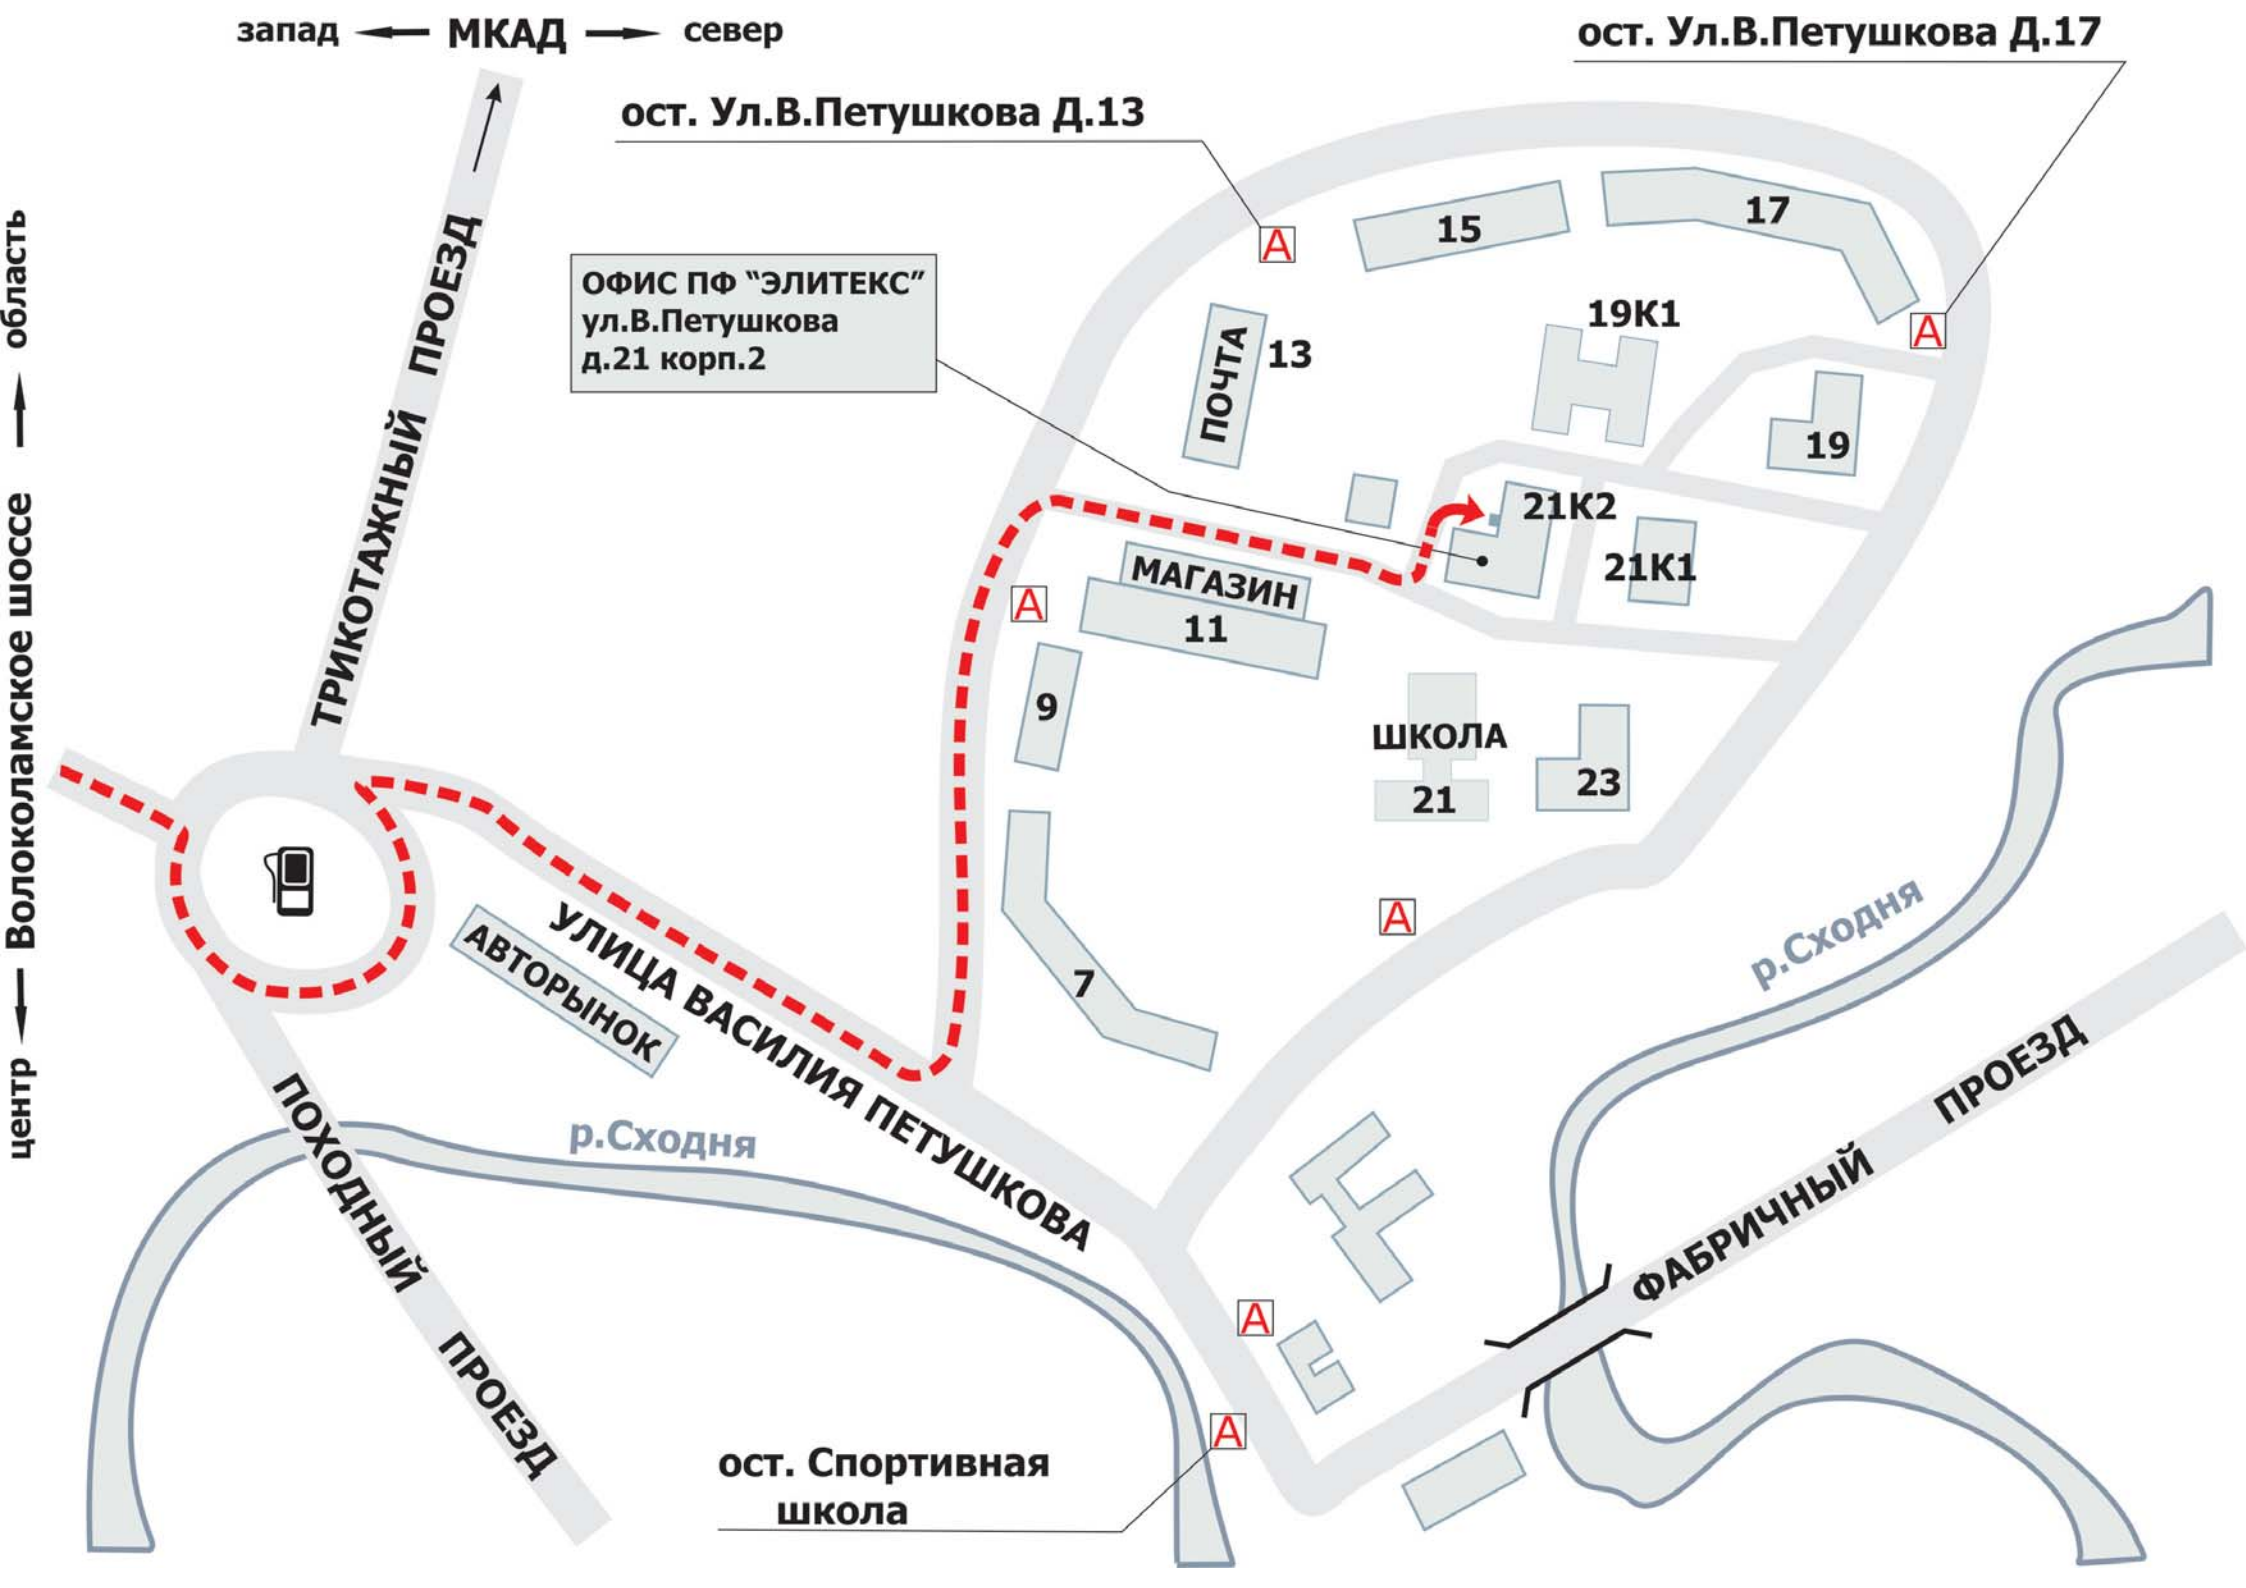 запад
МКАД
север
ост. Ул.В.Петушкова Д.17
ост. Ул.В.Петушкова Д.13
А
15
17
ОФИС ПФ “ЭЛИТЕКС”
ул.В.Петушкова
д.21 корп.2
19К1
А
ПОЧТА
13
19
21К2
21К1
МАГАЗИН
11
А
9
ШКОЛА
21
23
7
А
область
Волоколамское шоссе
центр
ТРИКОТАЖНЫЙ ПРОЕЗД
АВТОРЫНОК
УЛИЦА ВАСИЛИЯ ПЕТУШКОВА
р.Сходня
р.Сходня
ФАБРИЧНЫЙ ПРОЕЗД
ПОХОДНЫЙ ПРОЕЗД
А
А
ост. Спортивная
школа